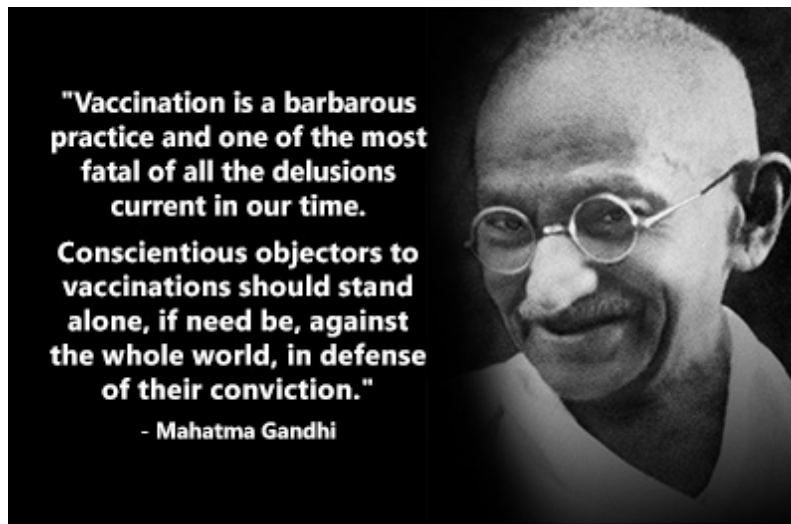 "Vaccination is a barbarous
practice and one of the most
fatal of all the delusions
current in our time.
Conscientious objectors to
vaccinations should stand
alone, if need be, against
the whole world, in defense
of their conviction."
- Mahatma Gandhi